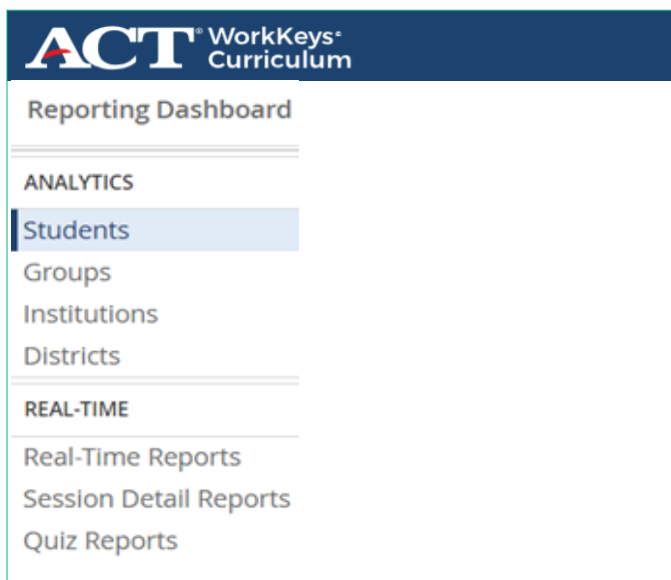 ACT® WorkKeys®
Curriculum
Reporting Dashboard
ANALYTICS
Students
Groups
Institutions
Districts
REAL-TIME
Real-Time Reports
Session Detail Reports
Quiz Reports